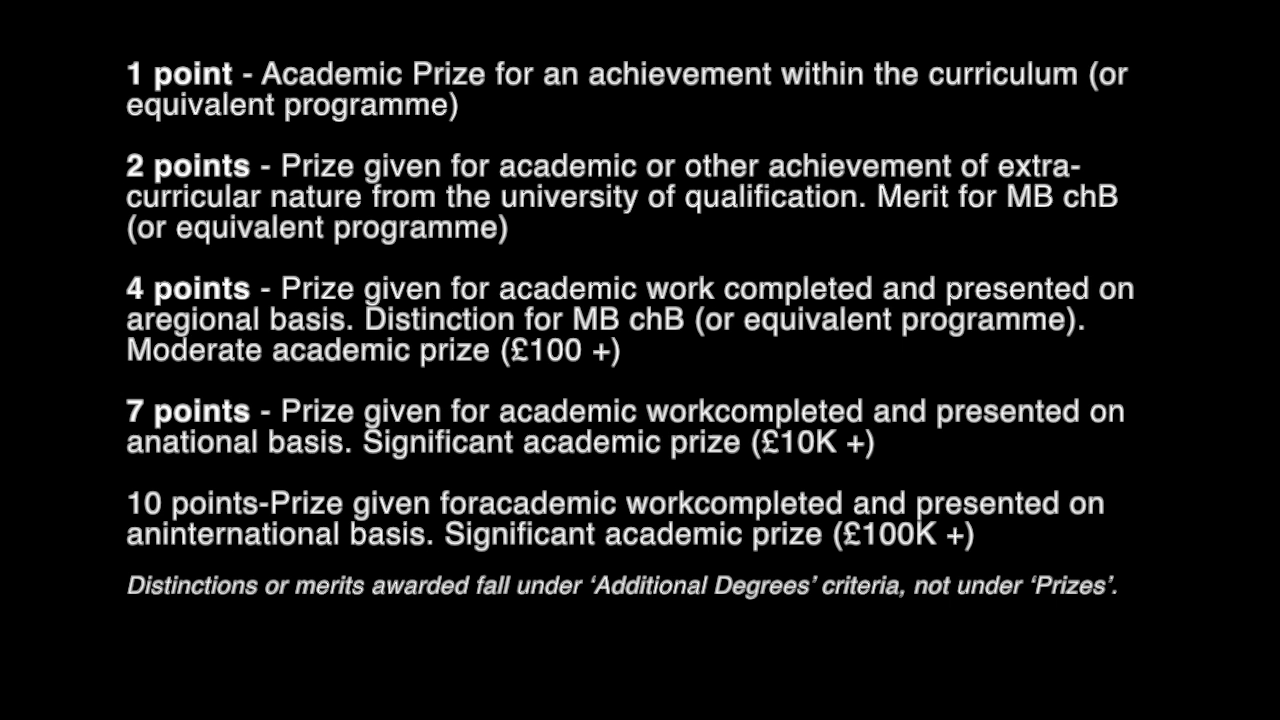 1 point - Academic Prize for an achievement within the curriculum (or
equivalent programme)
2 points - Prize given for academic or other achievement of extra-
curricular nature from the university of qualification. Merit for MB chB
(or equivalent programme)
4 points - Prize given for academic work completed and presented on
aregional basis. Distinction for MB chB (or equivalent programme).
Moderate academic prize (£100 +)
7 points - Prize given for academic workcompleted and presented on
anational basis. Significant academic prize (£10K +)
10 points-Prize given foracademic workcompleted and presented on
aninternational basis. Significant academic prize (£100K +)
Distinctions or merits awarded fall under ‘Additional Degrees’ criteria, not under ‘Prizes’.